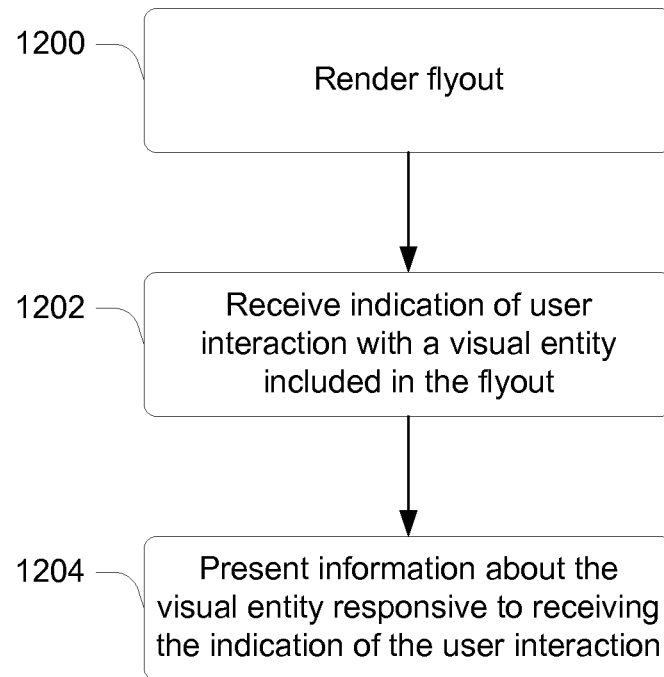 1200
Render flyout
1202
Receive indication of user
interaction with a visual entity
included in the flyout
1204
Present information about the
visual entity responsive to receiving
the indication of the user interaction